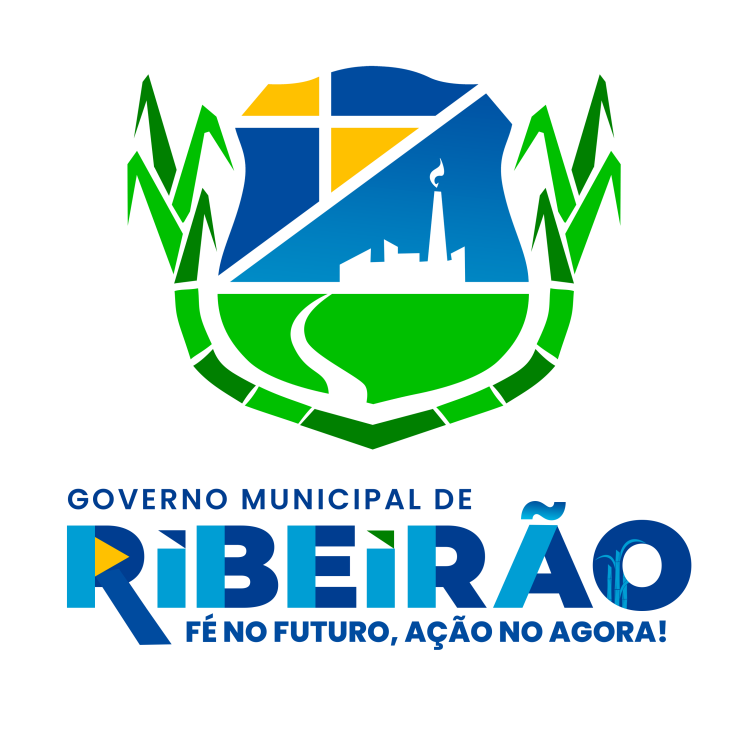 GOVERNO MUNICIPAL DE
RIBEIRÃO
FÉ NO FUTURO, AÇÃO NO AGORA!